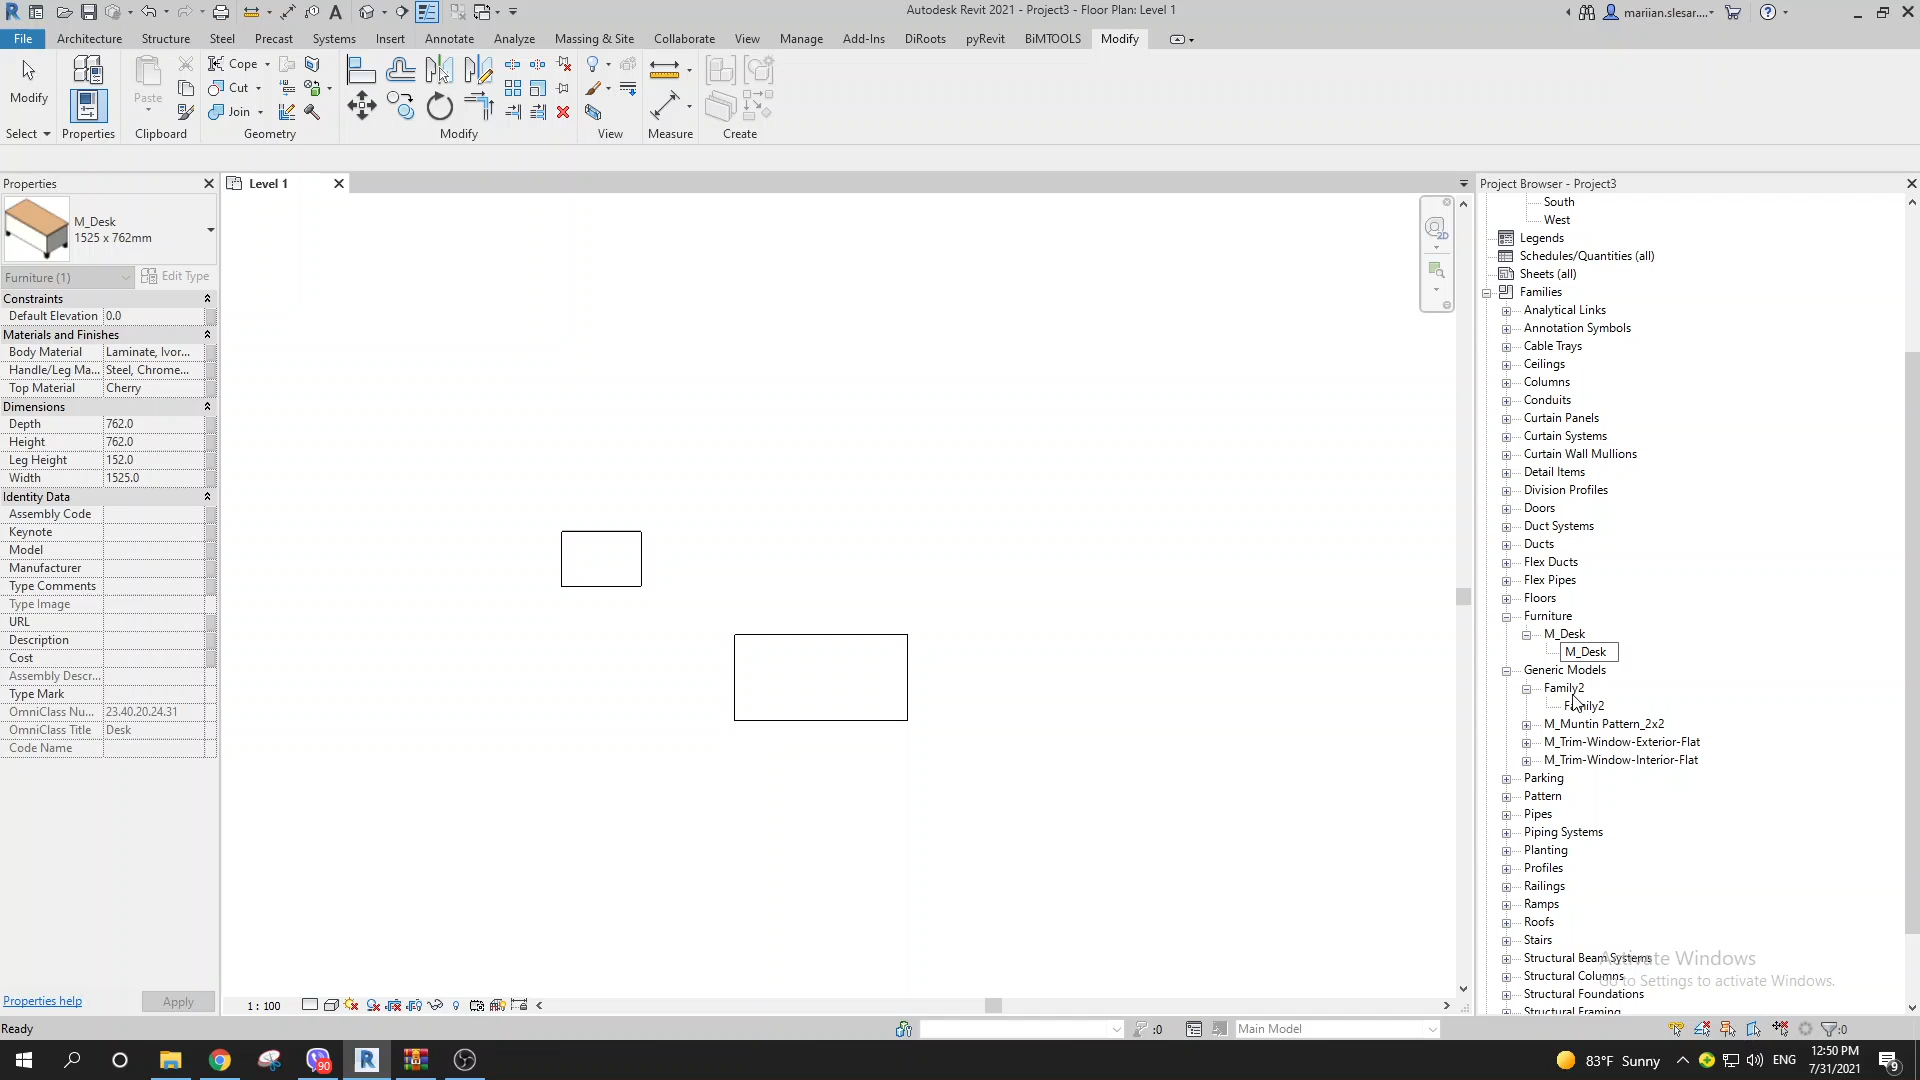 Autodesk Revit 2021 - Project3 - Floor Plan: Level 1
mariian.slesar....
File Architecture Structure Steel Precast Systems Insert Annotate Analyze Massing & Site Collaborate View Manage Add-Ins DiRoots pyRevit BiMTOOLS Modify
Modify
Paste
Cope
Cut
Join
Select Properties Clipboard Geometry Modify View Measure Create
Properties
M_Desk
1525 x 762mm
Furniture (1)
Edit Type
Constraints
Default Elevation 0.0
Materials and Finishes
Body Material Laminate, Ivor...
Handle/Leg Ma... Steel, Chrome...
Top Material Cherry
Dimensions
Depth 762.0
Height 762.0
Leg Height 152.0
Width 1525.0
Identity Data
Assembly Code
Keynote
Model
Manufacturer
Type Comments
Type Image
URL
Description
Cost
Assembly Descr...
Type Mark
OmniClass Nu... 23.40.20.24.31
OmniClass Title Desk
Code Name
Properties help
Apply
Level 1
2D
1 : 100
Project Browser - Project3
South
West
Legends
Schedules/Quantities (all)
Sheets (all)
Families
Analytical Links
Annotation Symbols
Cable Trays
Ceilings
Columns
Conduits
Curtain Panels
Curtain Systems
Curtain Wall Mullions
Detail Items
Division Profiles
Doors
Duct Systems
Ducts
Flex Ducts
Flex Pipes
Floors
Furniture
M_Desk
M_Desk
Generic Models
Family2
Family2
M_Muntin Pattern_2x2
M_Trim-Window-Exterior-Flat
M_Trim-Window-Interior-Flat
Parking
Pattern
Pipes
Piping Systems
Planting
Profiles
Railings
Ramps
Roofs
Stairs
Structural Beam Systems
Structural Columns
Structural Foundations
Structural Framing
Activate Windows
Go to Settings to activate Windows.
Ready
:0
Main Model
:0
90
83°F Sunny
ENG
12:50 PM
7/31/2021
9